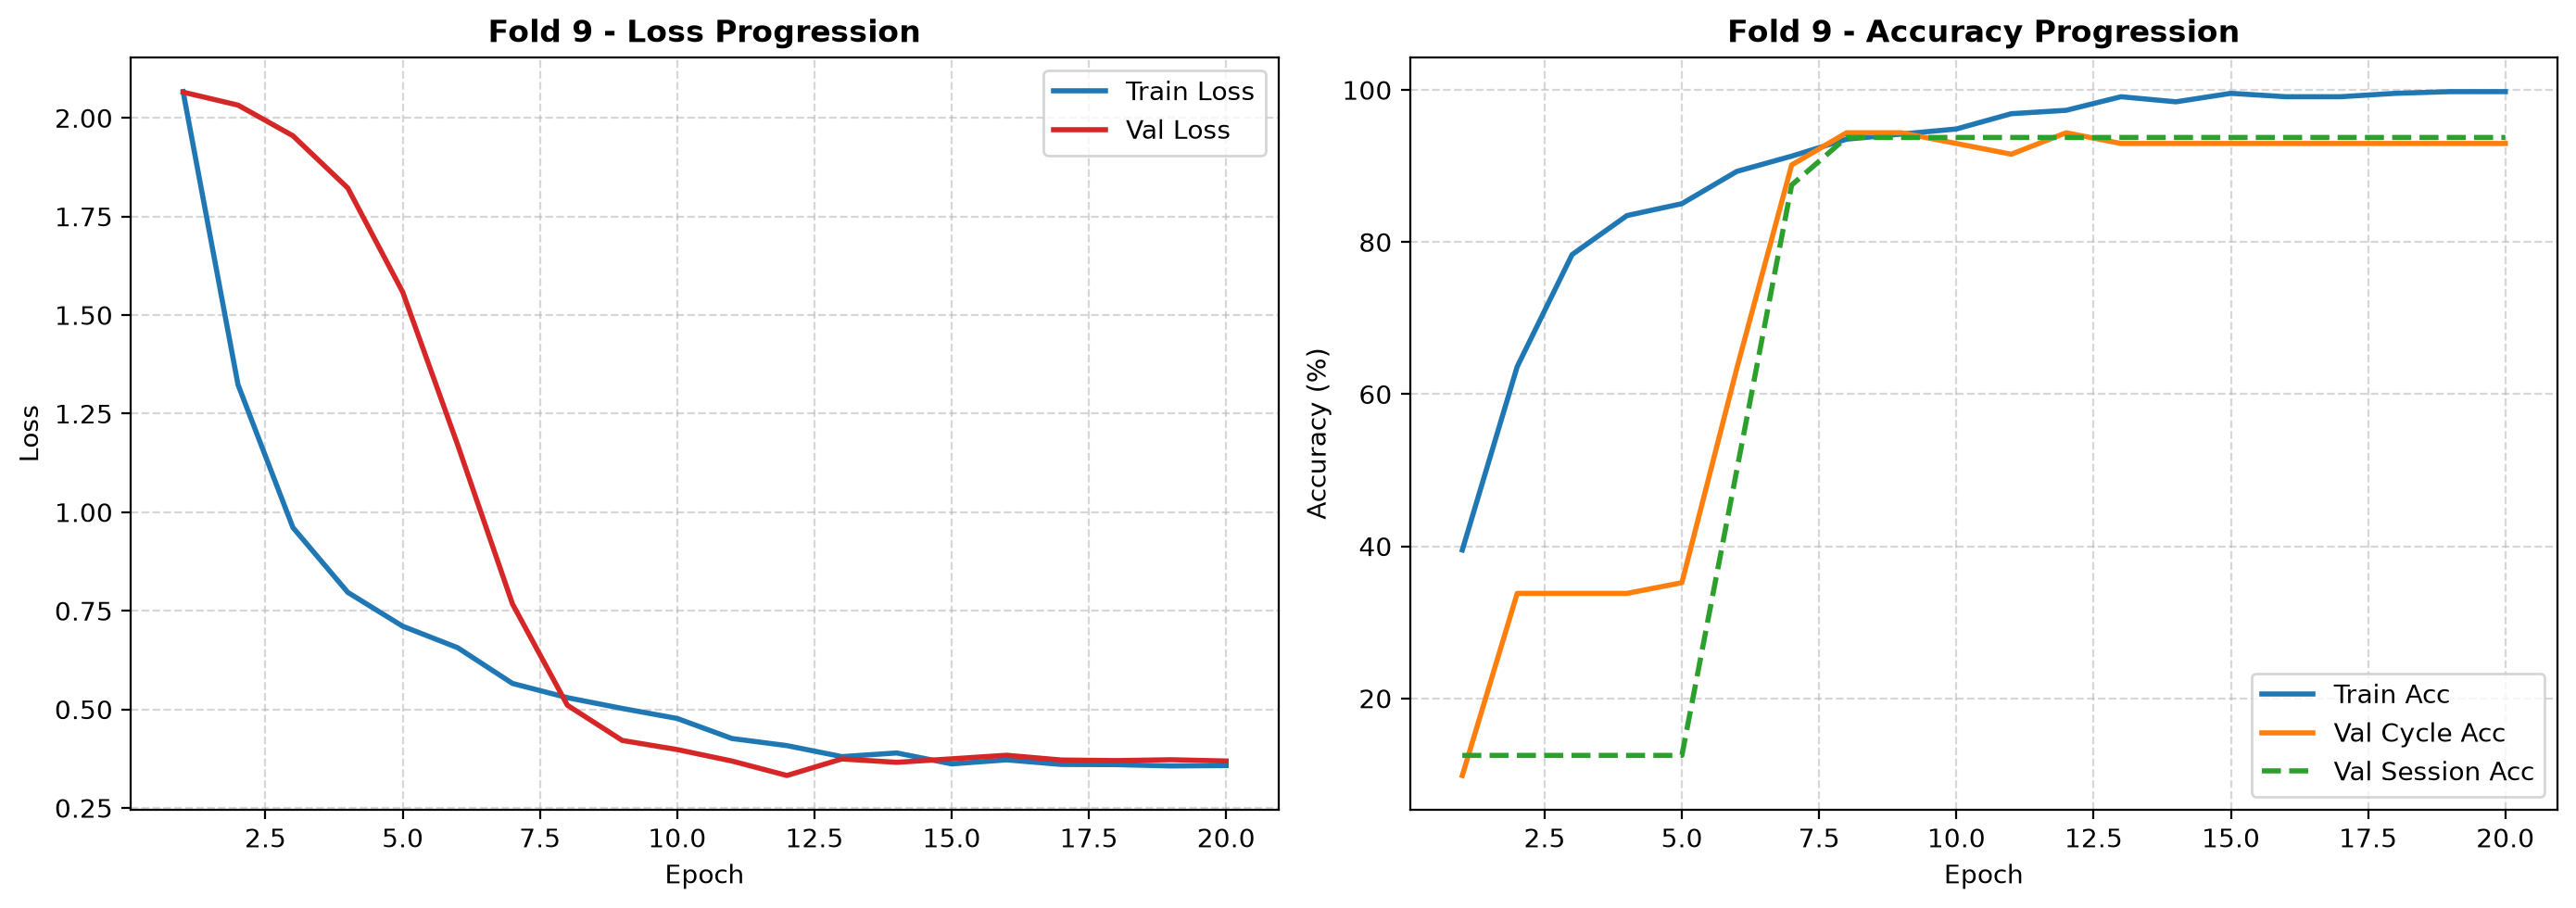 Fold 9 - Loss Progression
Train Loss
Val Loss
2.00
1.75
1.50
1.25
1.00
0.75
0.50
0.25
Loss
2.5 5.0 7.5 10.0 12.5 15.0 17.5 20.0
Epoch
Fold 9 - Accuracy Progression
100
80
60
40
20
Accuracy (%)
Train Acc
Val Cycle Acc
Val Session Acc
2.5 5.0 7.5 10.0 12.5 15.0 17.5 20.0
Epoch